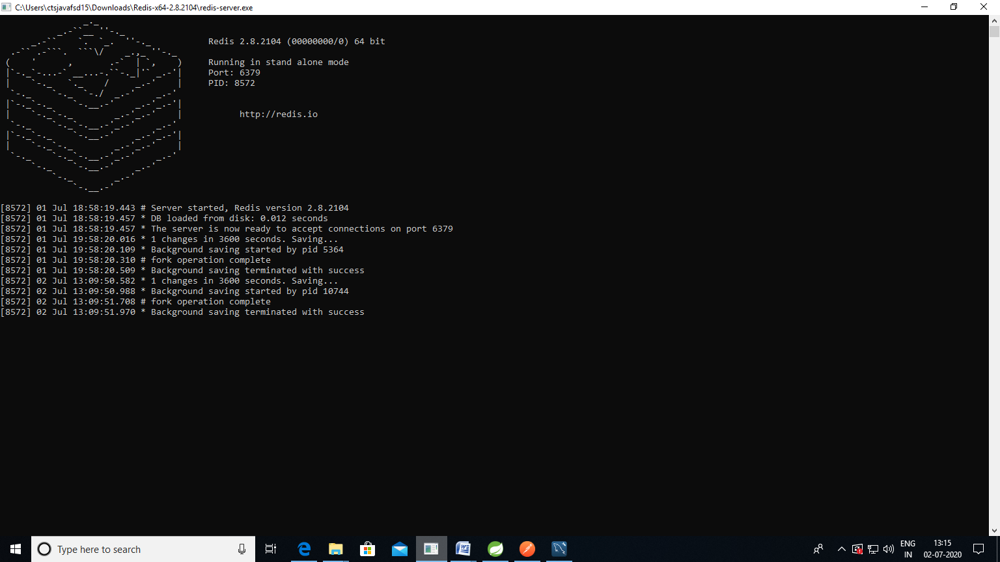 C:\Users\ctsjavafsd15\Downloads\Redis-x64-2.8.2104\redis-server.exe
Redis 2.8.2104 (00000000/0) 64 bit
Running in stand alone mode
Port: 6379
PID: 8572
http://redis.io
[8572] 01 Jul 18:58:19.443 # Server started, Redis version 2.8.2104
[8572] 01 Jul 18:58:19.457 * DB loaded from disk: 0.012 seconds
[8572] 01 Jul 18:58:19.457 * The server is now ready to accept connections on port 6379
[8572] 01 Jul 19:58:20.016 * 1 changes in 3600 seconds. Saving...
[8572] 01 Jul 19:58:20.109 * Background saving started by pid 5364
[8572] 01 Jul 19:58:20.310 # fork operation complete
[8572] 01 Jul 19:58:20.509 * Background saving terminated with success
[8572] 02 Jul 13:09:50.582 * 1 changes in 3600 seconds. Saving...
[8572] 02 Jul 13:09:50.988 * Background saving started by pid 10744
[8572] 02 Jul 13:09:51.708 # fork operation complete
[8572] 02 Jul 13:09:51.970 * Background saving terminated with success
Type here to search
ENG
IN
13:15
02-07-2020